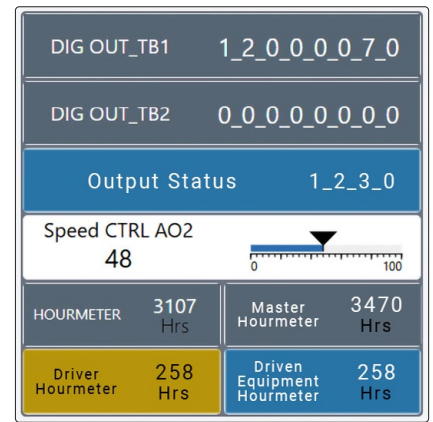 DIG OUT_TB1 1_2_0_0_0_0_7_0
DIG OUT_TB2 0_0_0_0_0_0_0_0
Output Status 1_2_3_0
Speed CTRL AO2
48
0 100
HOURMETER 3107 Hrs
Master Hourmeter 3470 Hrs
Driver Hourmeter 258 Hrs
Driven Equipment Hourmeter 258 Hrs